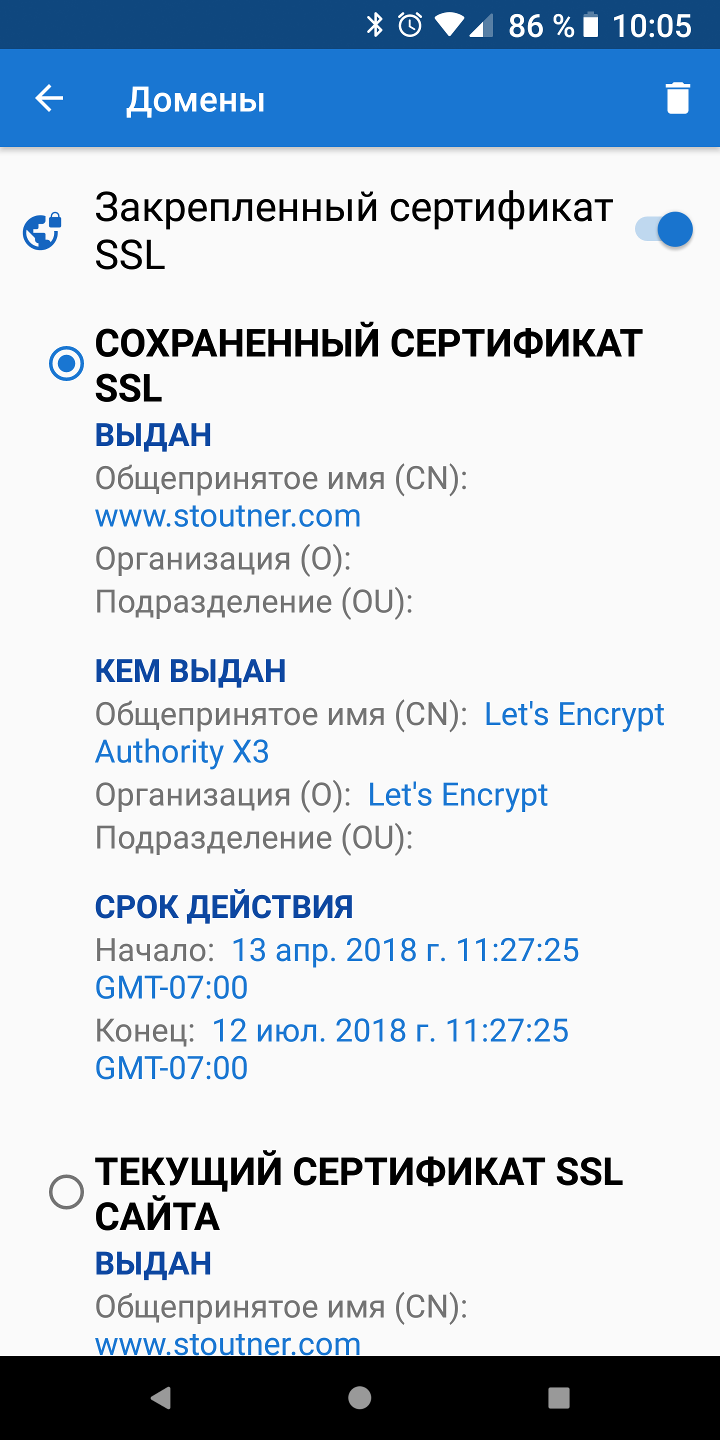 86 % 10:05
Домены
Закрепленный сертификат
SSL
СОХРАНЕННЫЙ СЕРТИФИКАТ
SSL
ВЫДАН
Общепринятое имя (CN):
www.stoutner.com
Организация (O):
Подразделение (OU):
КЕМ ВЫДАН
Общепринятое имя (CN): Let's Encrypt
Authority X3
Организация (O): Let's Encrypt
Подразделение (OU):
СРОК ДЕЙСТВИЯ
Начало: 13 апр. 2018 г. 11:27:25
GMT-07:00
Конец: 12 июл. 2018 г. 11:27:25
GMT-07:00
ТЕКУЩИЙ СЕРТИФИКАТ SSL
САЙТА
ВЫДАН
Общепринятое имя (CN):
www.stoutner.com